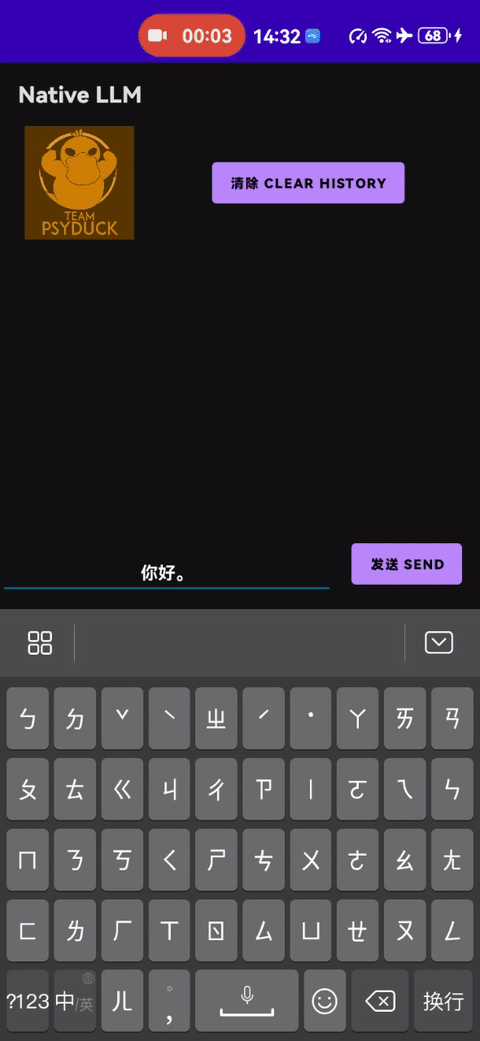 00:03 14:32 68
Native LLM
TEAM
PSYDUCK
清除 CLEAR HISTORY
你好。
发送 SEND
ㄅ ㄉ ˇ ˋ ㄓ ˊ ˙ ㄚ ㄞ ㄢ
ㄆ ㄊ ㄍ ㄐ ㄔ ㄗ ㄧ ㄛ ㄟ ㄣ
ㄇ ㄋ ㄎ ㄑ ㄕ ㄘ ㄨ ㄜ ㄠ ㄤ
ㄈ ㄌ ㄏ ㄒ ㄖ ㄙ ㄩ ㄝ ㄡ ㄥ
?123 中/英 ㄦ 。 , 换行